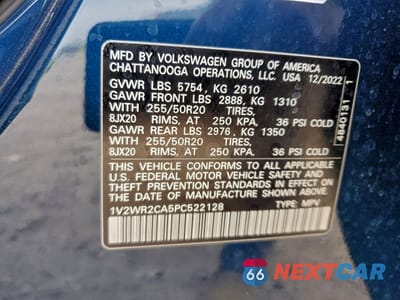 MFD BY VOLKSWAGEN GROUP OF AMERICA
CHATTANOOGA OPERATIONS, LLC. USA 12/2022
GVWR LBS 5754, KG 2610
GAWR FRONT LBS 2888, KG 1310
WITH 255/50R20 TIRES,
8JX20 RIMS, AT 250 KPA, 36 PSI COLD
GAWR REAR LBS 2976, KG 1350
WITH 255/50R20 TIRES,
8JX20 RIMS, AT 250 KPA, 36 PSI COLD
THIS VEHICLE CONFORMS TO ALL APPLICABLE
U.S. FEDERAL MOTOR VEHICLE SAFETY
AND THEFT PREVENTION STANDARDS
IN EFFECT ON THE DATE OF MANUFACTURE
SHOWN ABOVE.
1V2WR2CA5PC522128 TYPE: MPV
4840131 1
66 NEXTCAR